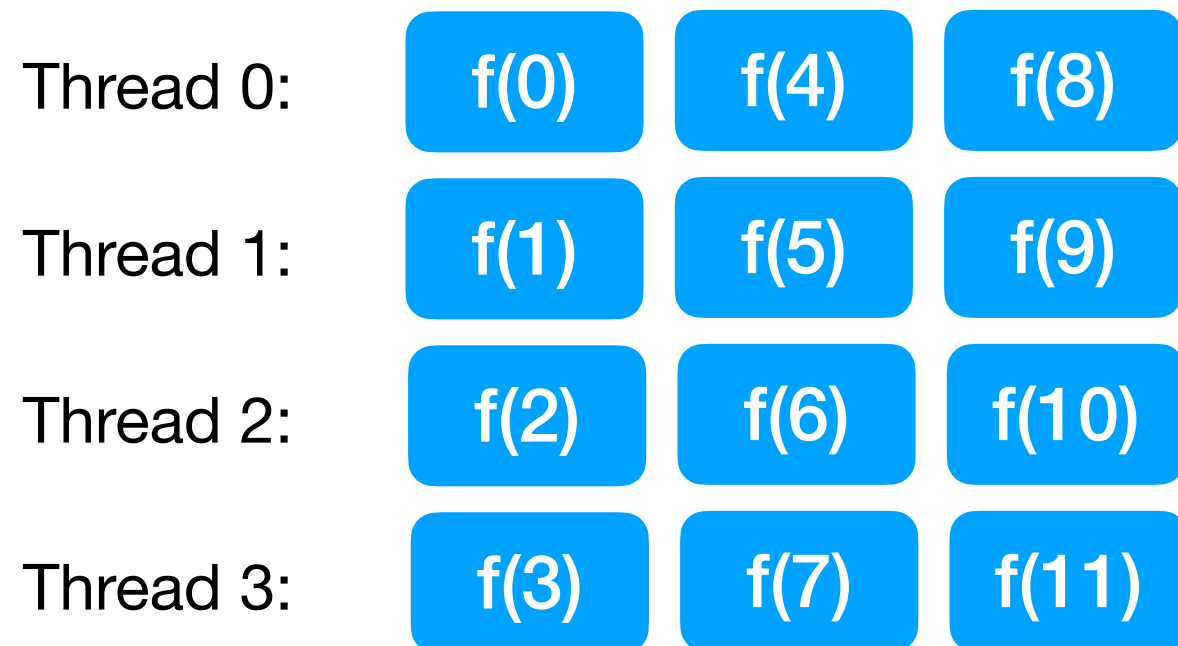 Thread 0: f(0) f(4) f(8)
Thread 1: f(1) f(5) f(9)
Thread 2: f(2) f(6) f(10)
Thread 3: f(3) f(7) f(11)